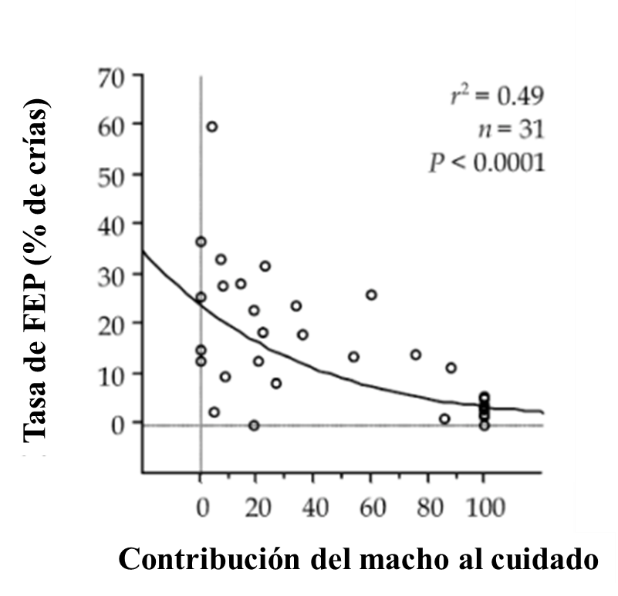 Tasa de FEP (% de crías)
70
60
50
40
30
20
10
0
r² = 0.49
n = 31
P < 0.0001
0 20 40 60 80 100
Contribución del macho al cuidado